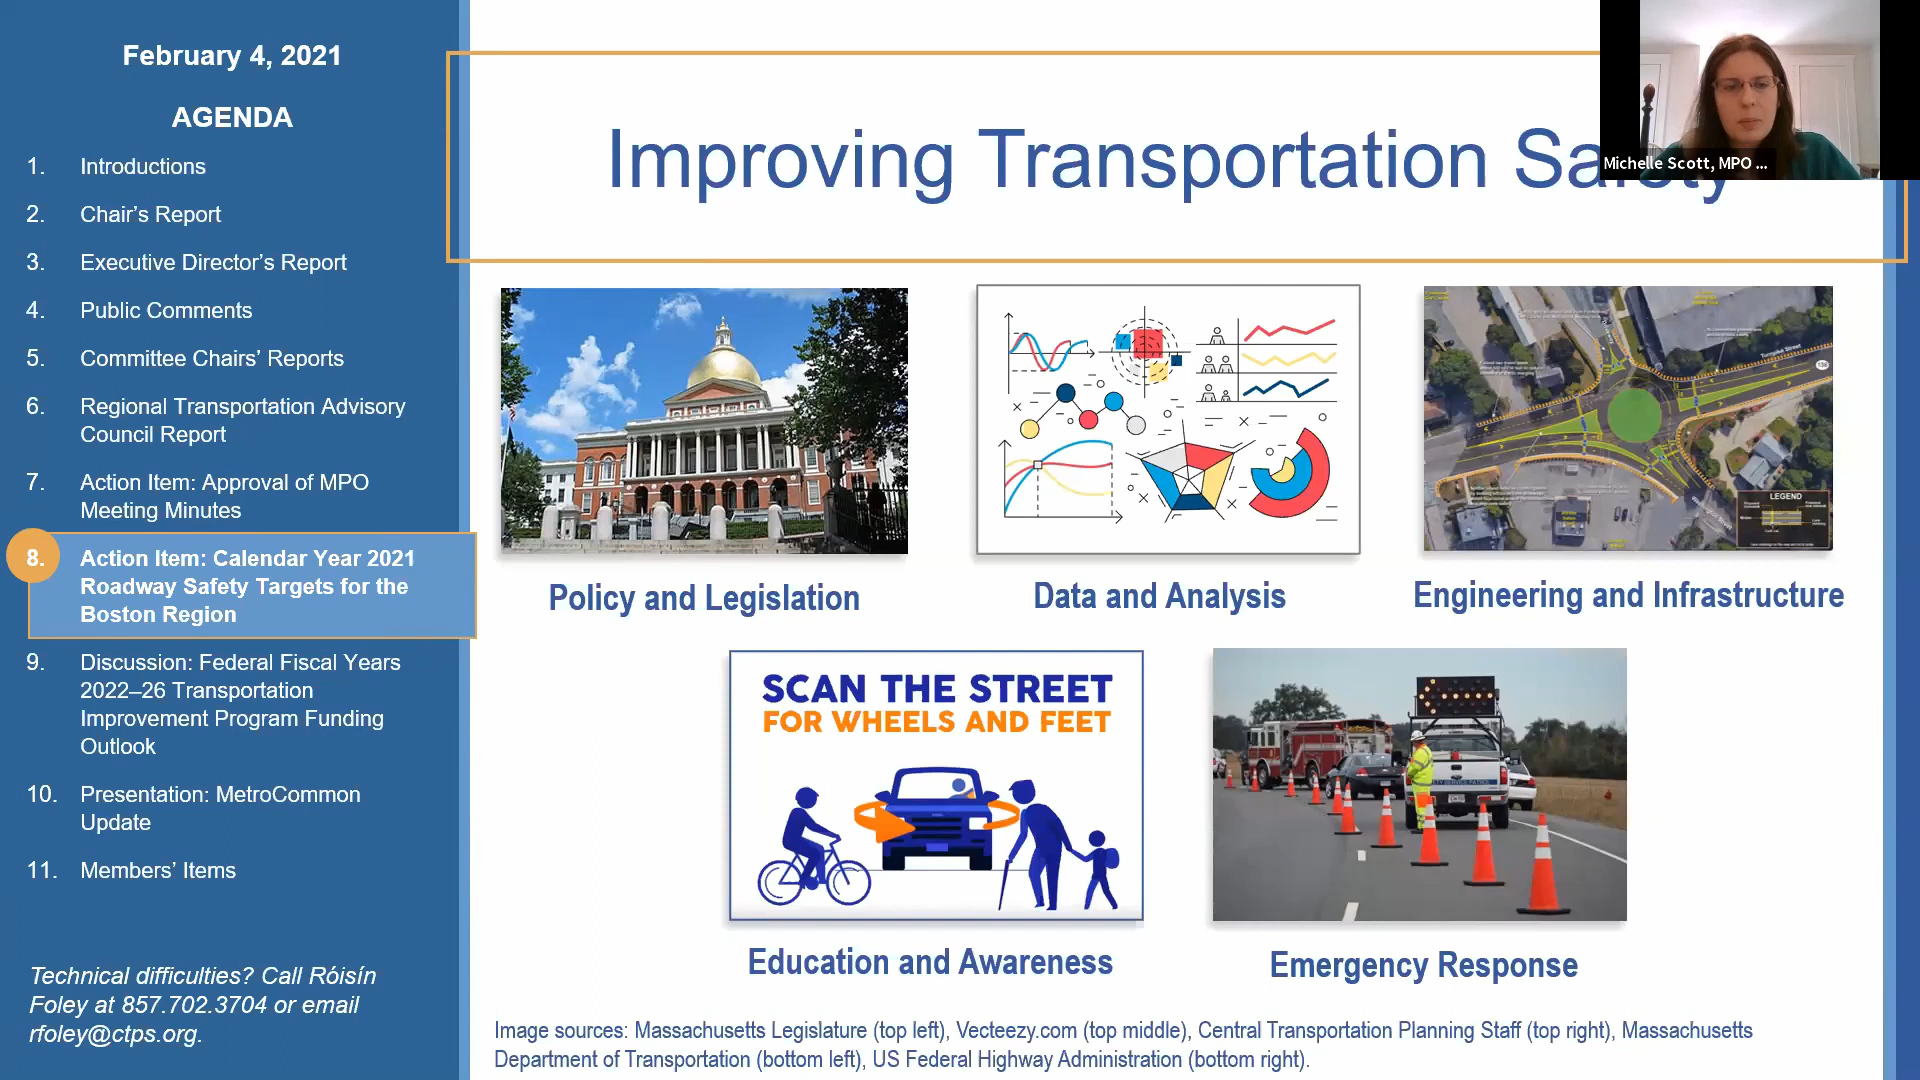 February 4, 2021
AGENDA
1. Introductions
2. Chair's Report
3. Executive Director's Report
4. Public Comments
5. Committee Chairs' Reports
6. Regional Transportation Advisory
Council Report
7. Action Item: Approval of MPO
Meeting Minutes
8. Action Item: Calendar Year 2021
Roadway Safety Targets for the
Boston Region
9. Discussion: Federal Fiscal Years
2022–26 Transportation
Improvement Program Funding
Outlook
10. Presentation: MetroCommon
Update
11. Members' Items
Technical difficulties? Call Róisín
Foley at 857.702.3704 or email
rfoley@ctps.org.
Improving Transportation Safety
Michelle Scott, MPO ...
Turnpike Street
LEGEND
Policy and Legislation
Data and Analysis
Engineering and Infrastructure
SCAN THE STREET
FOR WHEELS AND FEET
Education and Awareness
Emergency Response
Image sources: Massachusetts Legislature (top left), Vecteezy.com (top middle), Central Transportation Planning Staff (top right), Massachusetts
Department of Transportation (bottom left), US Federal Highway Administration (bottom right).